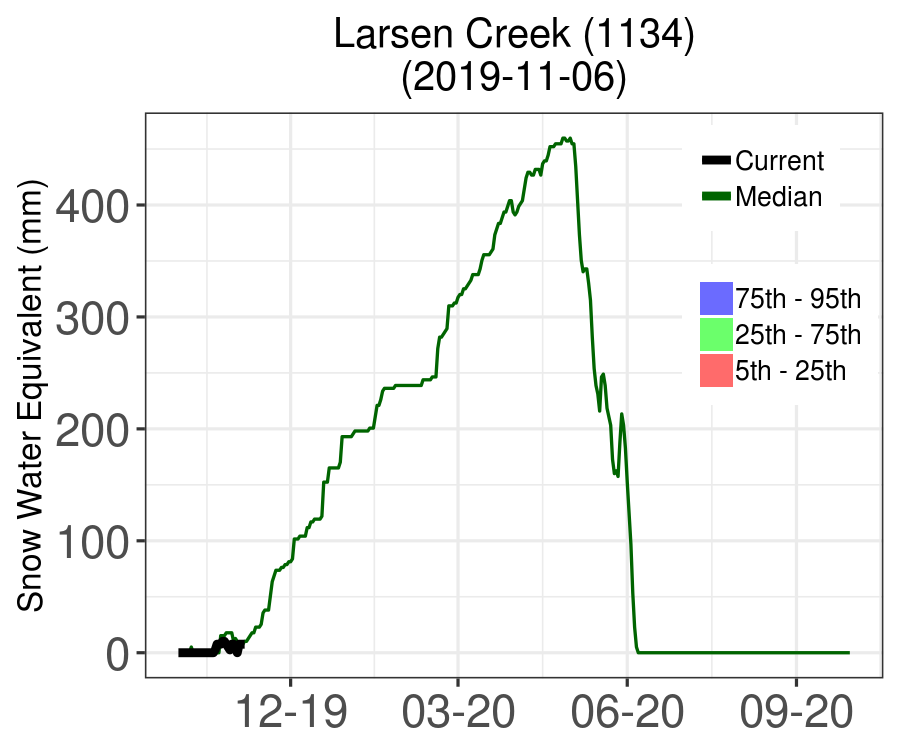 Larsen Creek (1134)
(2019-11-06)
Snow Water Equivalent (mm)
400
300
200
100
0
12-19
03-20
06-20
09-20
Current
Median
75th - 95th
25th - 75th
5th - 25th